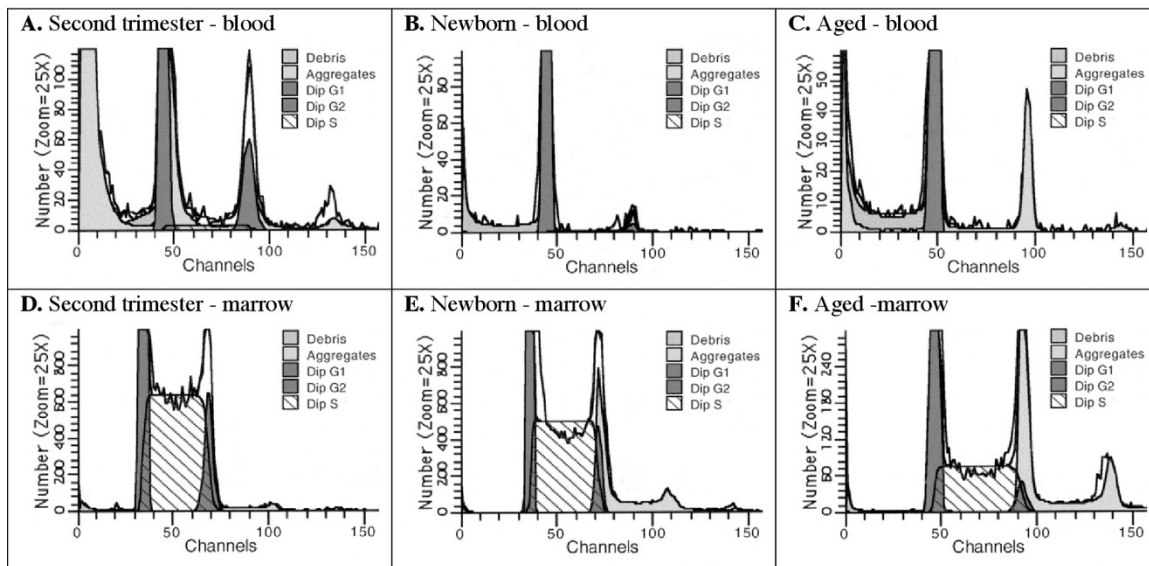 A. Second trimester - blood
Number (Zoom=25X)
0 20
0 50 100 150
Channels
Debris
Aggregates
Dip G1
Dip G2
Dip S
B. Newborn - blood
Number (Zoom=25X)
0 20 40 60 80
0 50 100 150
Channels
Debris
Aggregates
Dip G1
Dip G2
Dip S
C. Aged - blood
Number (Zoom=25X)
0 10 20 30 40 50
0 50 100 150
Channels
Debris
Aggregates
Dip G1
Dip G2
Dip S
D. Second trimester - marrow
Number (Zoom=25X)
0 200 400 600 800
0 50 100 150
Channels
Debris
Aggregates
Dip G1
Dip G2
Dip S
E. Newborn - marrow
Number (Zoom=25X)
0 200 400 600 800
0 50 100 150
Channels
Debris
Aggregates
Dip G1
Dip G2
Dip S
F. Aged -marrow
Number (Zoom=25X)
0 60 120 180 240
0 50 100 150
Channels
Debris
Aggregates
Dip G1
Dip G2
Dip S